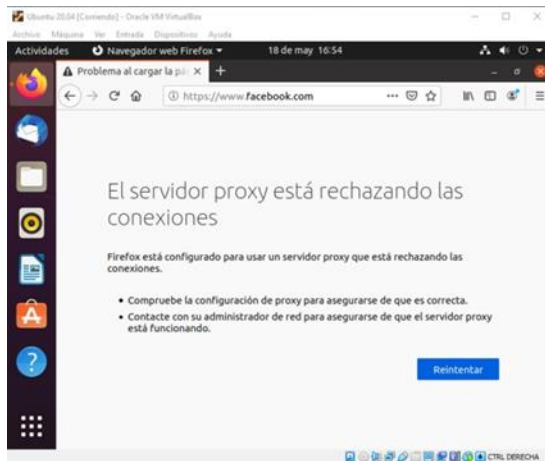 Ubuntu 20.04 [Corriendo] - Oracle VM VirtualBox
Archivo Máquina Ver Entrada Dispositivos Ayuda
Actividades Navegador web Firefox 18 de may 16:54
Problema al cargar la pá
https://www.facebook.com
El servidor proxy está rechazando las
conexiones
Firefox está configurado para usar un servidor proxy que está rechazando las
conexiones.
• Compruebe la configuración de proxy para asegurarse de que es correcta.
• Contacte con su administrador de red para asegurarse de que el servidor proxy
está funcionando.
Reintentar
CTRL DERECHA